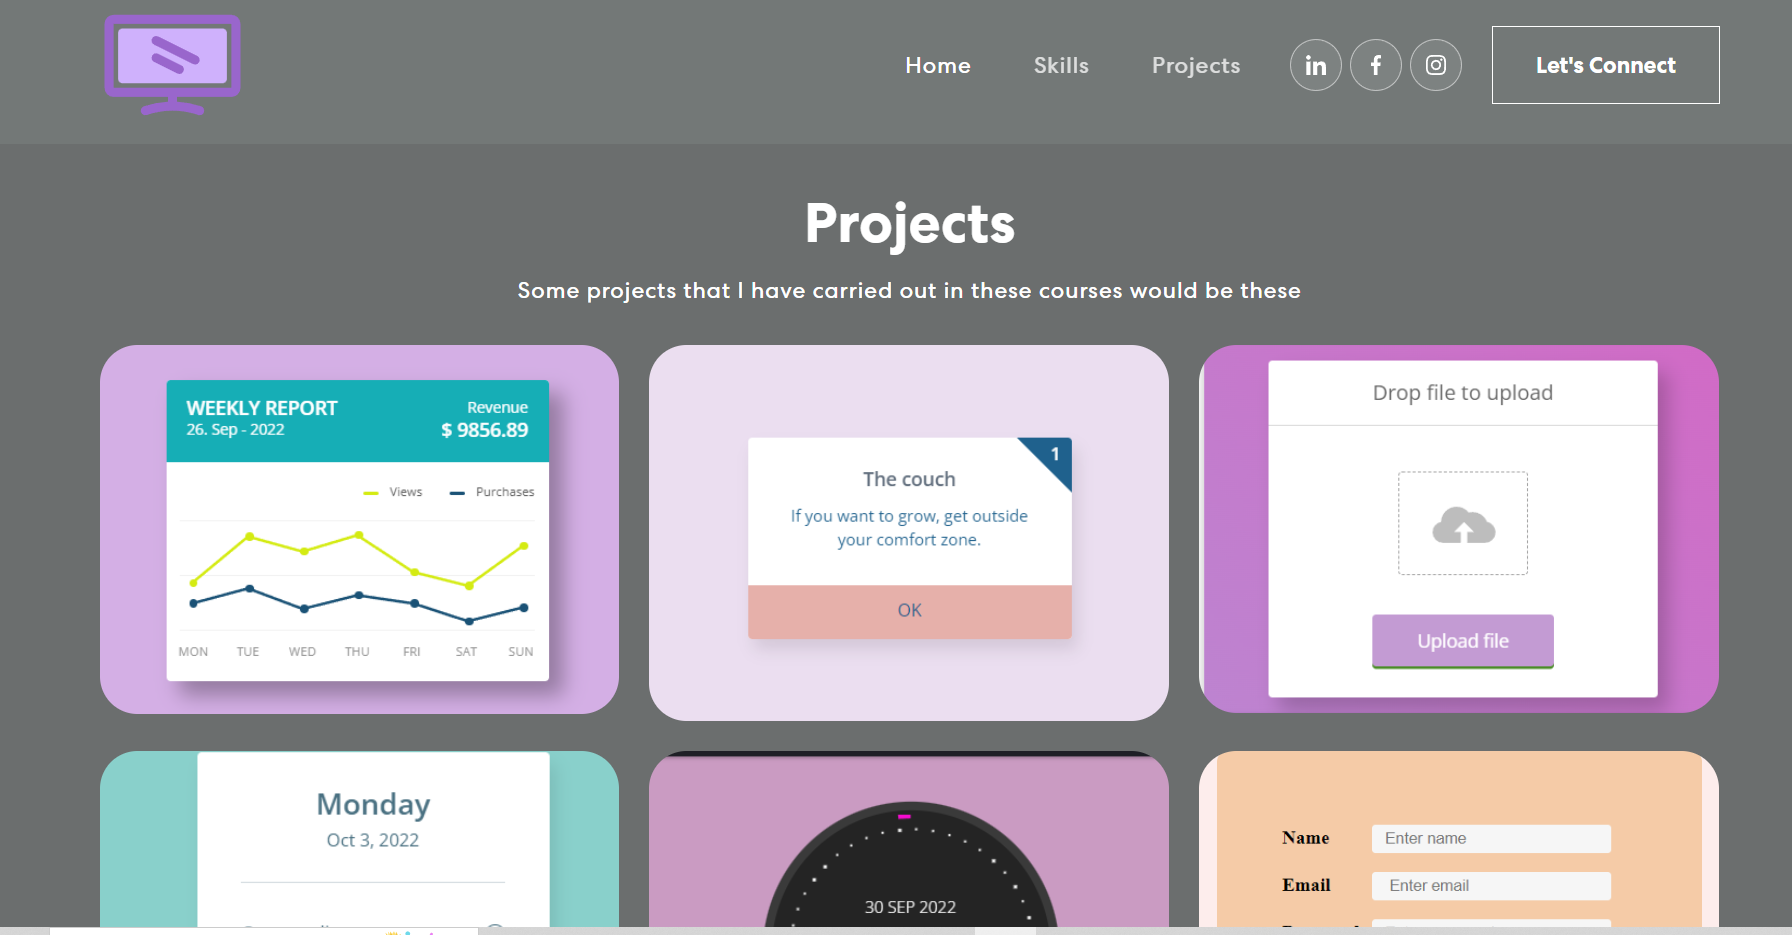 Home Skills Projects Let's Connect
Projects
Some projects that I have carried out in these courses would be these
WEEKLY REPORT Revenue
26. Sep - 2022 $ 9856.89
Views Purchases
MON TUE WED THU FRI SAT SUN
1
The couch
If you want to grow, get outside
your comfort zone.
OK
Drop file to upload
Upload file
Monday
Oct 3, 2022
30 SEP 2022
Name Enter name
Email Enter email